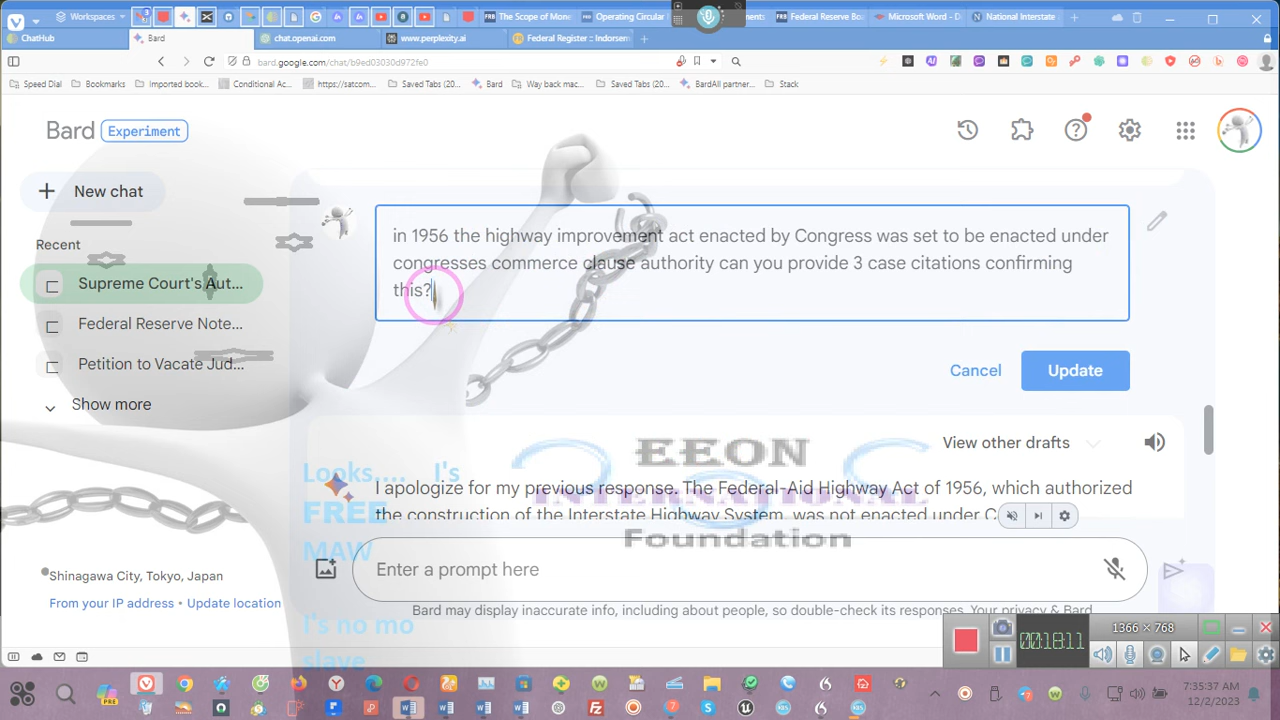 Workspaces
The Scope of Mone
Operating Circular
ments
Federal Reserve Boa
Microsoft Word - D
National Interstate
ChatHub
Bard
chat.openai.com
www.perplexity.ai
Federal Register :: Indorsem
bard.google.com/chat/b9ed03030d972fe0
Speed Dial
Bookmarks
Imported book...
Conditional Ac...
https://satcom...
Saved Tabs (20...
Bard
Way back mac...
Saved Tabs (20...
BardAll partner...
Stack
Bard Experiment
New chat
in 1956 the highway improvement act enacted by Congress was set to be enacted under
congresses commerce clause authority can you provide 3 case citations confirming
this?
Recent
Supreme Court's Aut...
Federal Reserve Note...
Petition to Vacate Jud...
Show more
Cancel
Update
View other drafts
EEON
Looks.... I's
FREE
MAW
I's no mo
slave
I apologize for my previous response. The Federal-Aid Highway Act of 1956, which authorized
the construction of the Interstate Highway System, was not enacted under C
INTERNATIONAL
Foundation
Enter a prompt here
Shinagawa City, Tokyo, Japan
From your IP address • Update location
Bard may display inaccurate info, including about people, so double-check its responses. Your privacy & Bard
00:18:11
1366 × 768
PRE
7:35:37 AM
12/2/2023